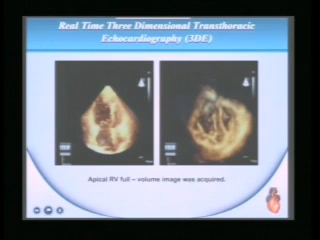 Real Time Three Dimensional Transthoracic
Echocardiography (3DE)
Apical RV full – volume image was acquired.